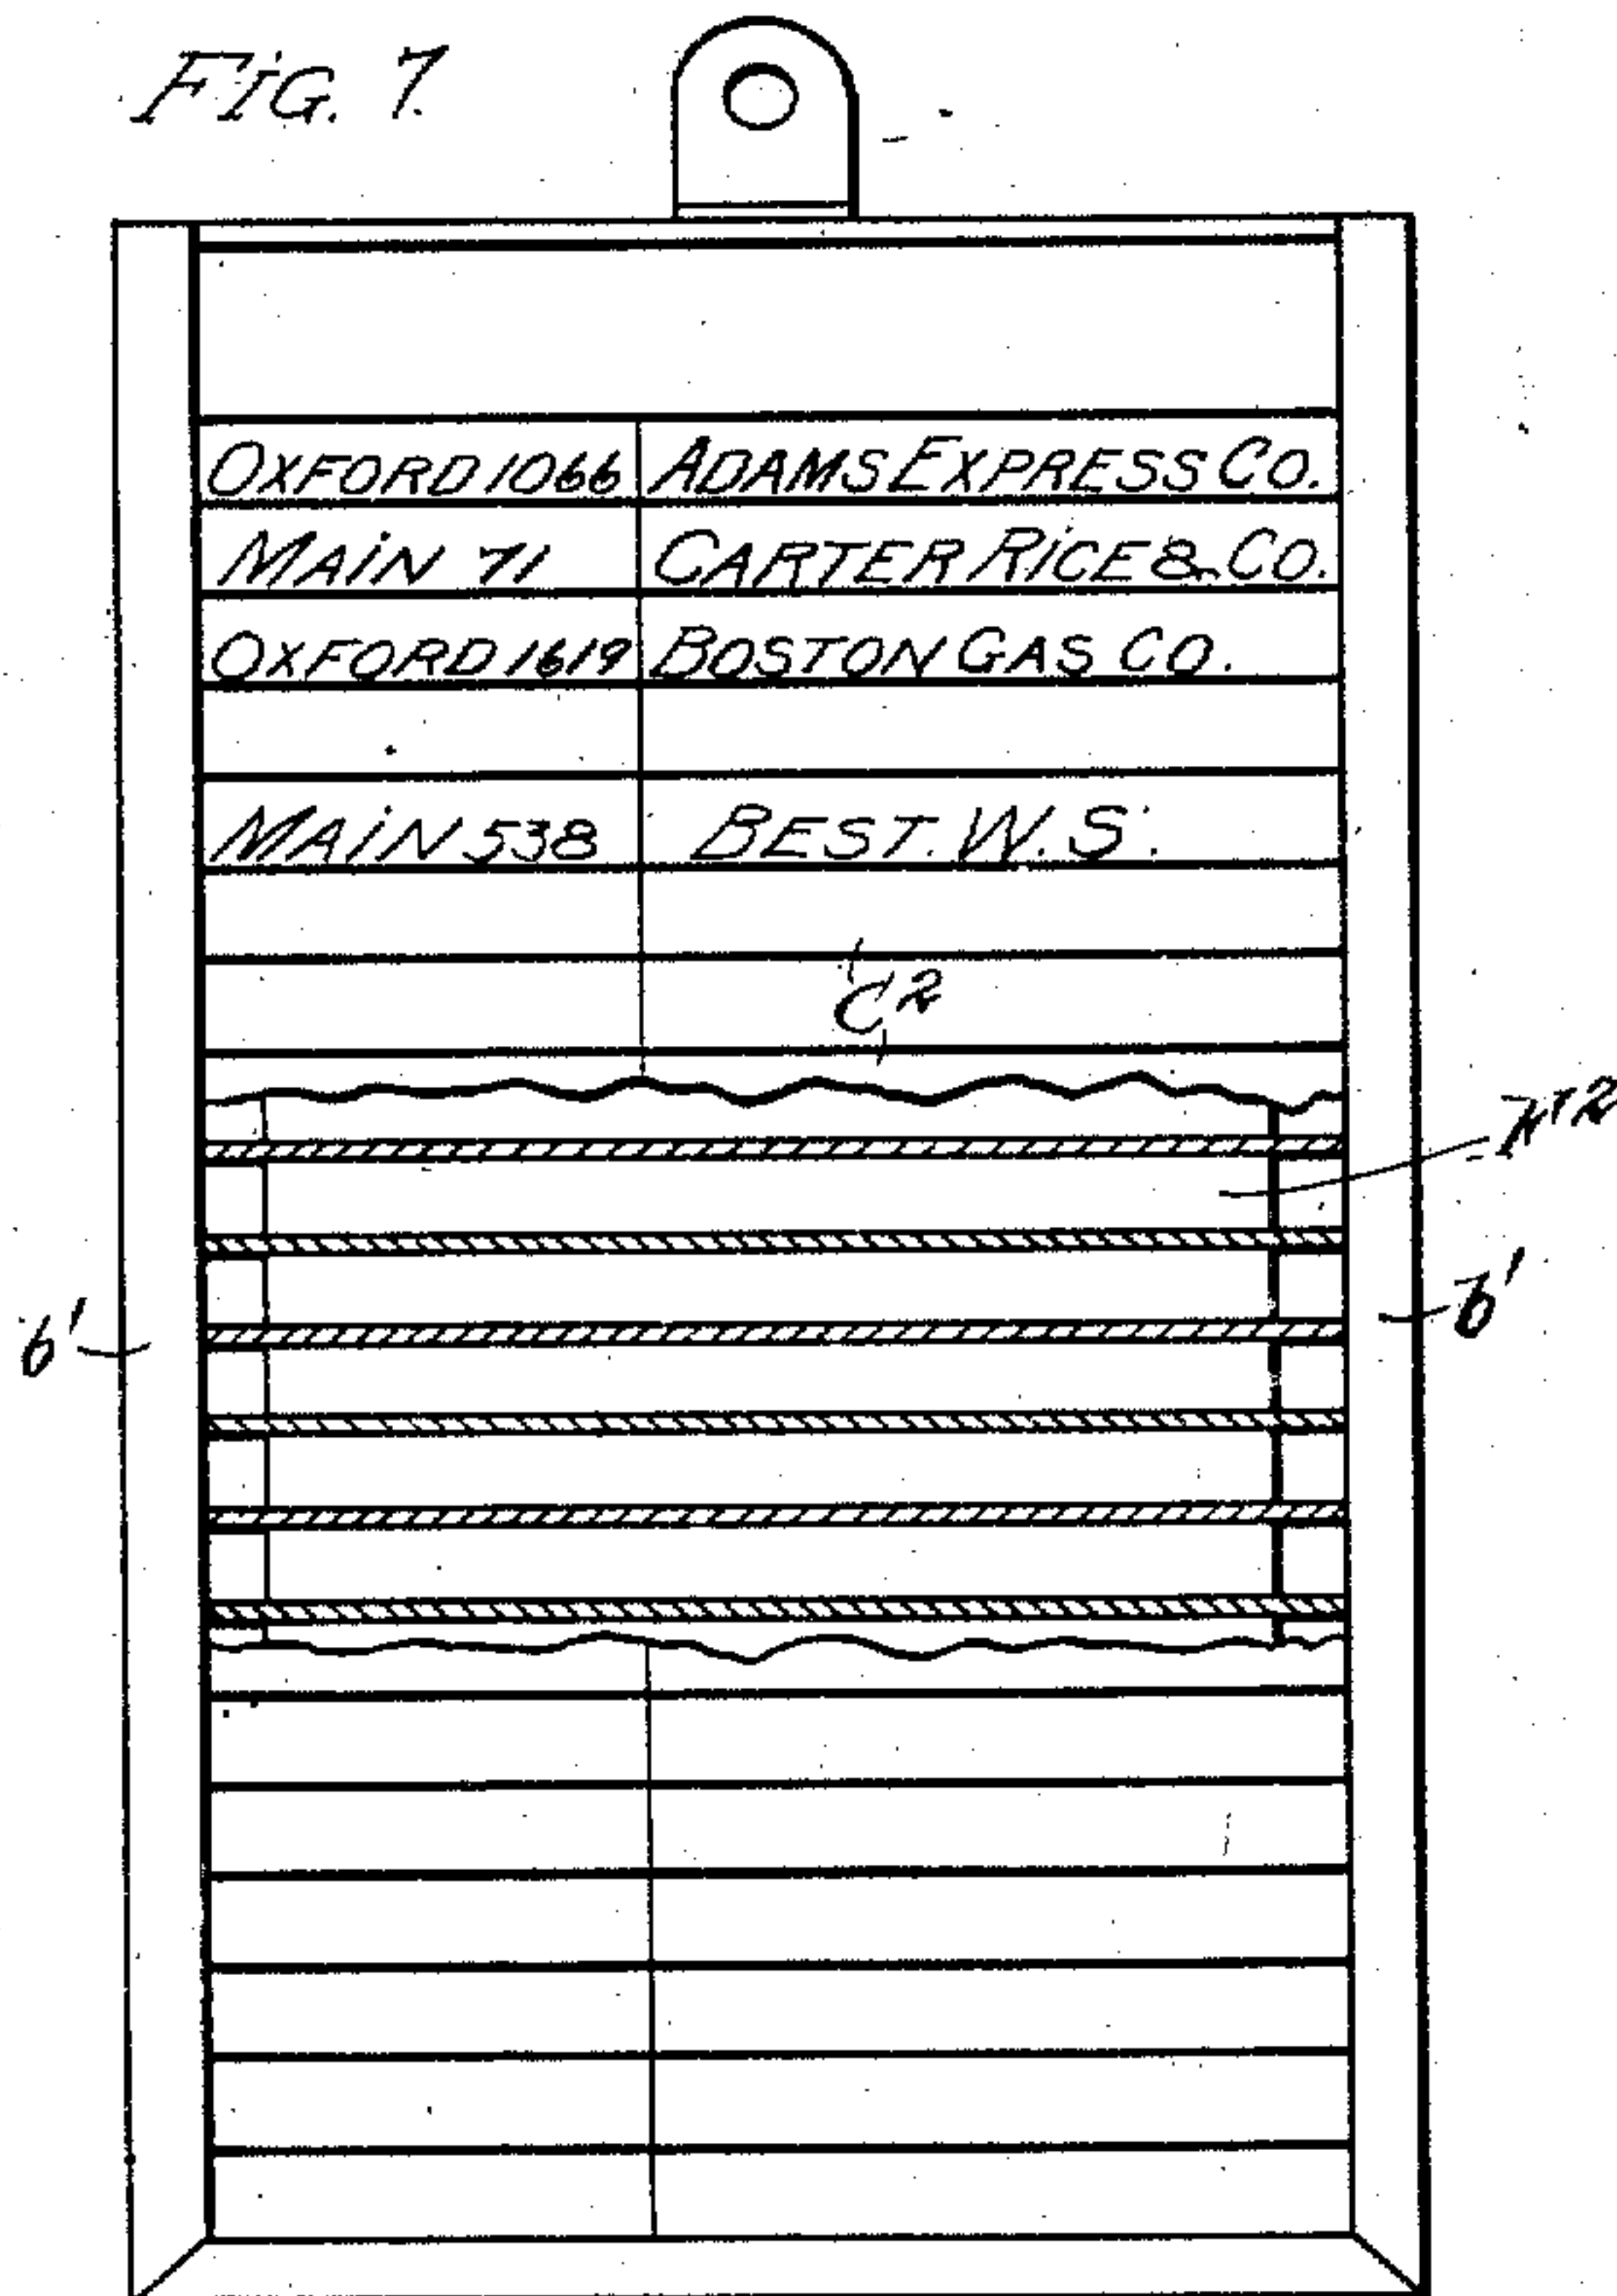 FIG. 7.
OXFORD 1066 ADAMS EXPRESS CO.
MAIN 71 CARTER RICE & CO.
OXFORD 1619 BOSTON GAS CO.
MAIN 538 BEST. W. S.
C²
b'
b'